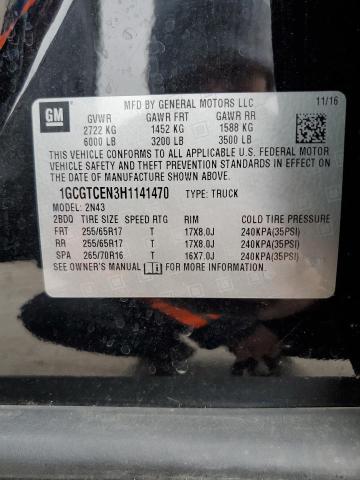 GM
MFD BY GENERAL MOTORS LLC 11/16
GVWR GAWR FRT GAWR RR
2722 KG 1452 KG 1588 KG
6000 LB 3200 LB 3500 LB
THIS VEHICLE CONFORMS TO ALL APPLICABLE
U.S. FEDERAL MOTOR VEHICLE SAFETY AND
THEFT PREVENTION STANDARDS IN EFFECT ON THE
DATE OF MANUFACTURE SHOWN ABOVE.
1GCGTCEN3H1141470 TYPE: TRUCK
MODEL: 2N43
2BDQ TIRE SIZE SPEED RTG RIM COLD TIRE PRESSURE
FRT 255/65R17 T 17X8.0J 240KPA(35PSI)
RR 255/65R17 T 17X8.0J 240KPA(35PSI)
SPA 265/70R16 T 16X7.0J 240KPA(35PSI)
SEE OWNER'S MANUAL FOR ADDITIONAL INFORMATION.